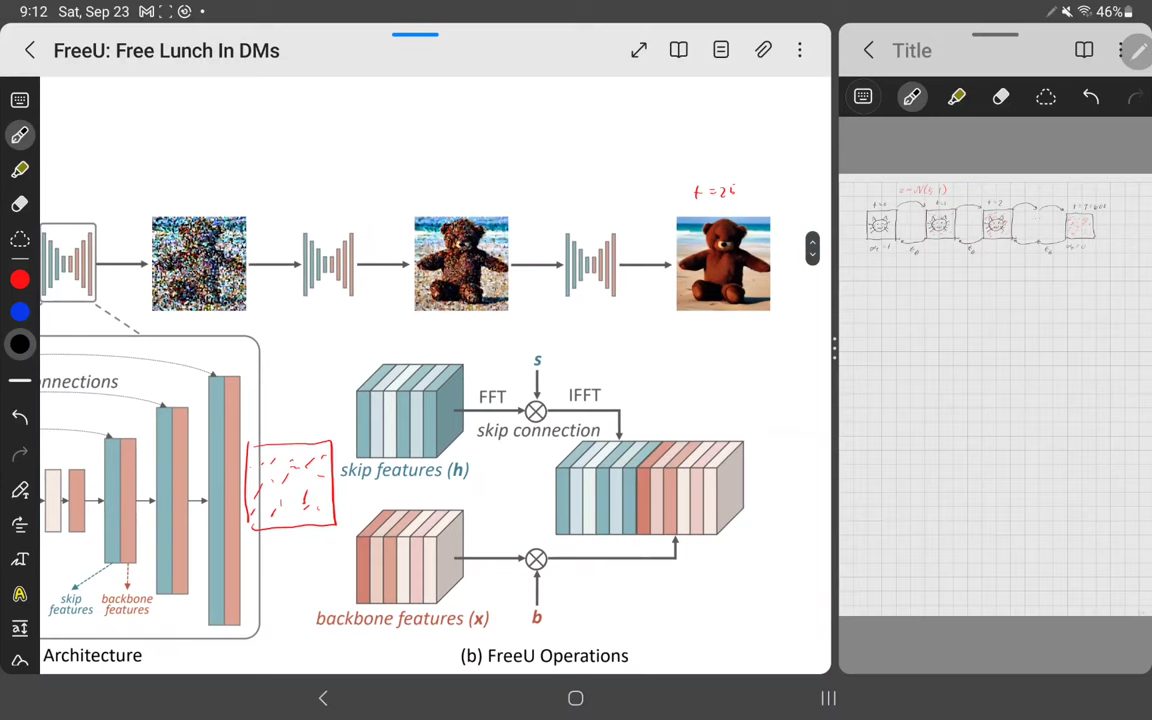 9:12 Sat, Sep 23
46%
FreeU: Free Lunch In DMs
Title
nnections
skip
features
backbone
features
Architecture
s
FFT
IFFT
skip connection
skip features (h)
backbone features (x)
b
(b) FreeU Operations
t=2